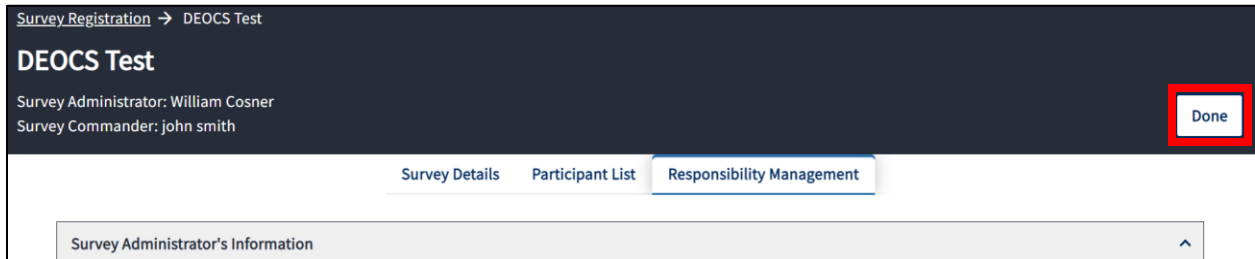 Survey Registration → DEOCS Test
DEOCS Test
Survey Administrator: William Cosner
Survey Commander: john smith
Done
Survey Details Participant List Responsibility Management
Survey Administrator's Information